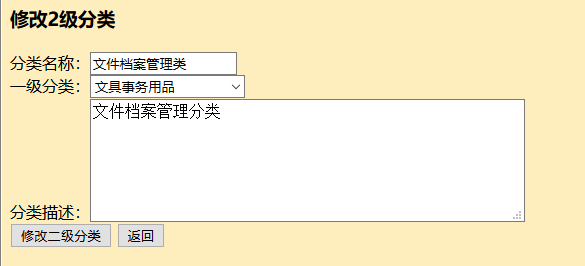 修改2级分类
分类名称：文件档案管理类
一级分类：文具事务用品
文件档案管理分类
分类描述：
修改二级分类 返回